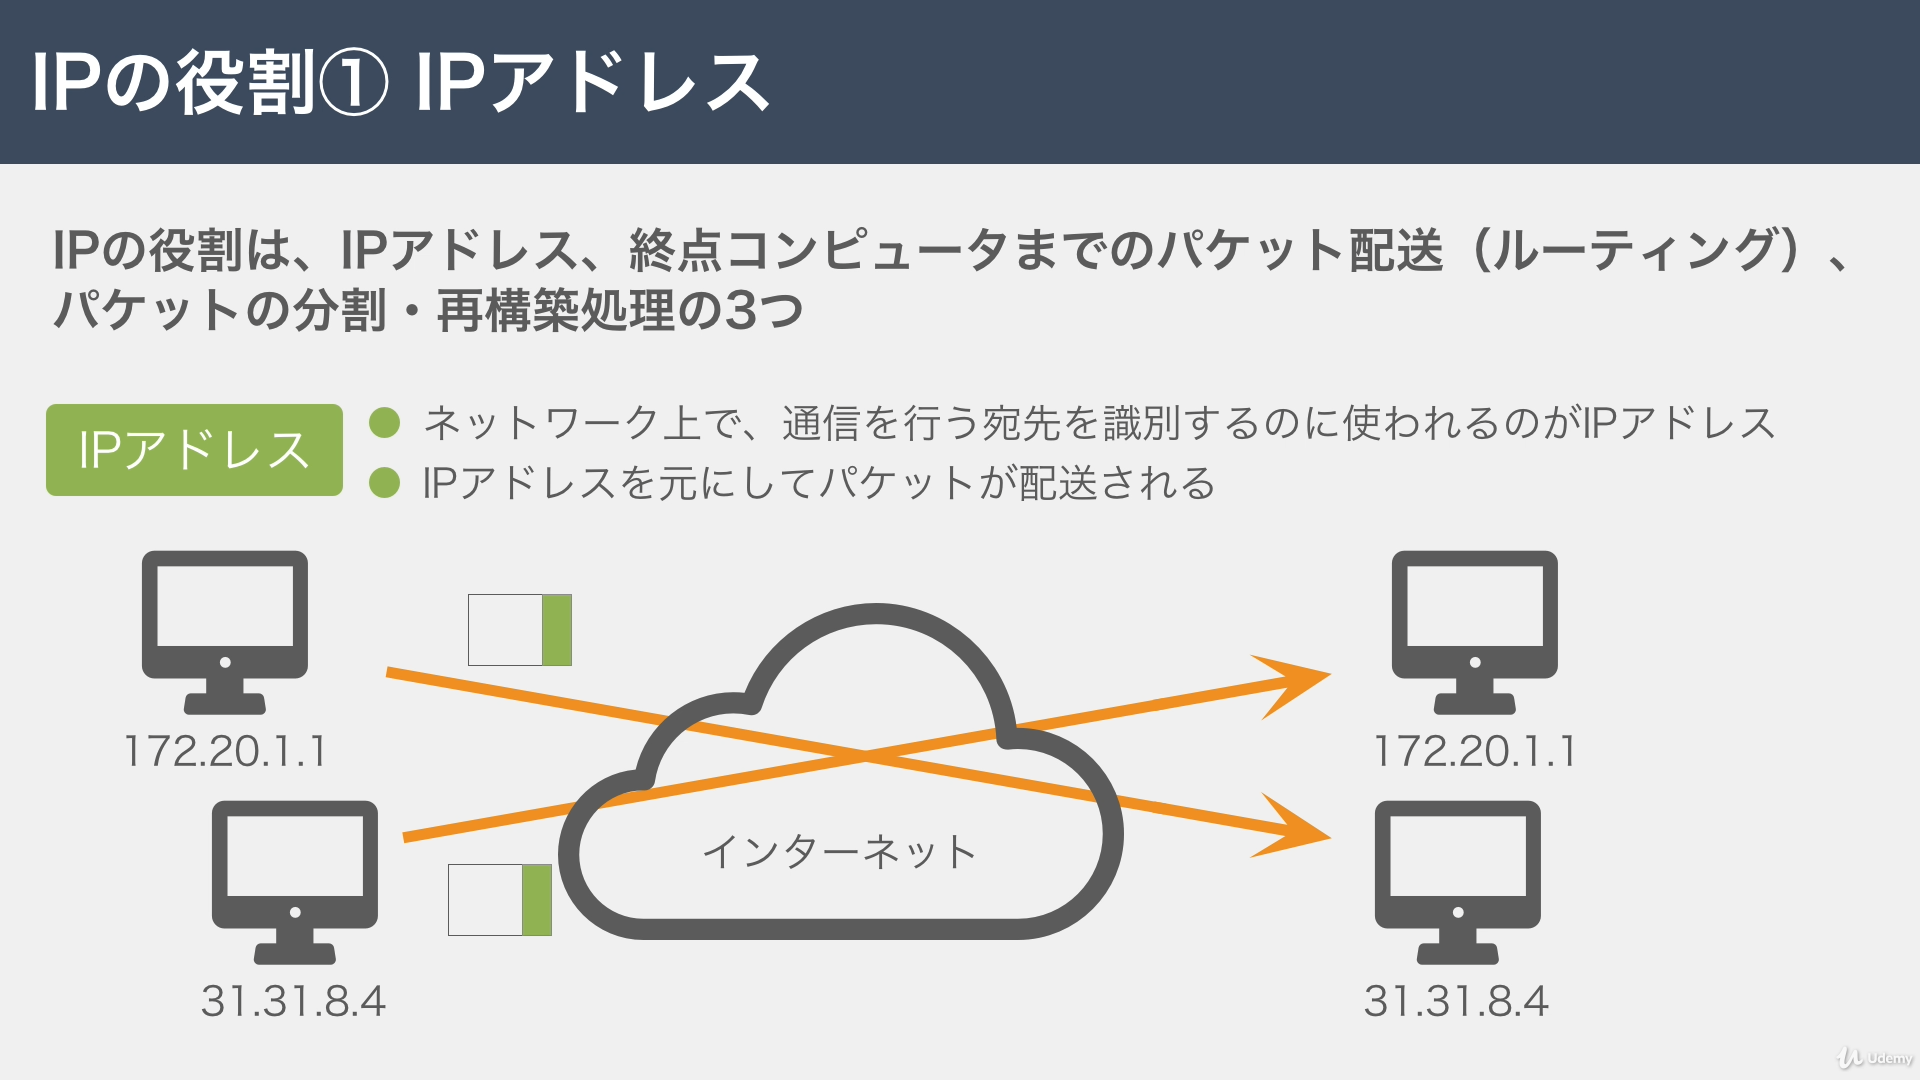 IPの役割① IPアドレス
IPの役割は、IPアドレス、終点コンピュータまでのパケット配送（ルーティング）、
パケットの分割・再構築処理の3つ
IPアドレス
ネットワーク上で、通信を行う宛先を識別するのに使われるのがIPアドレス
IPアドレスを元にしてパケットが配送される
172.20.1.1
172.20.1.1
インターネット
31.31.8.4
31.31.8.4
Udemy